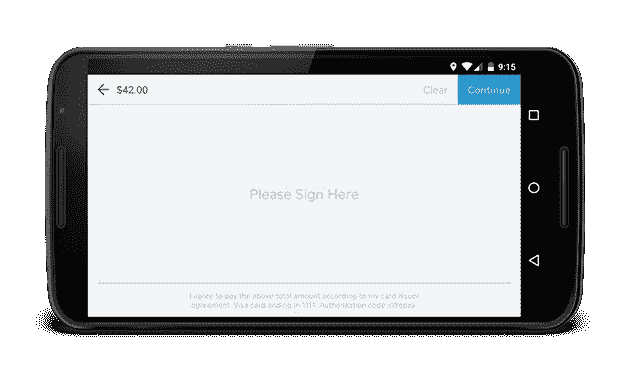 9:15
$42.00
Clear
Continue
Please Sign Here
I agree to pay the above total amount according to my card issuer
agreement. Visa card ending in 1111. Authorization code